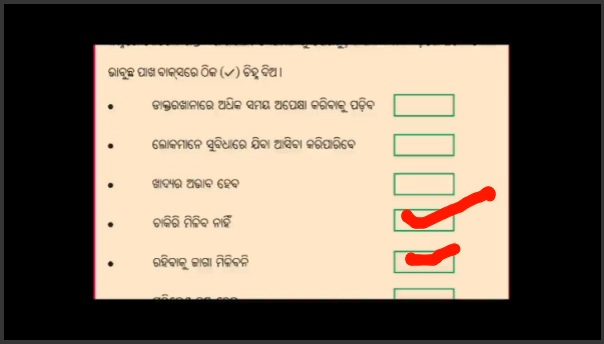 ଭାବୁଛ ପାଖ ବାକ୍ସରେ ଠିକ (✓) ଚିହ୍ନ ଦିଅ।
• ଡାକ୍ତରଖାନାରେ ଅଧିକ ସମୟ ଅପେକ୍ଷା କରିବାକୁ ପଡ଼ିବ
• ଲୋକମାନେ ସୁବିଧାରେ ଯିବା ଆସିବା କରିପାରିବେ
• ଖାଦ୍ୟର ଅଭାବ ହେବ
• ଚାକିରି ମିଳିବ ନାହିଁ
• ରହିବାକୁ ଜାଗା ମିଳିବନି